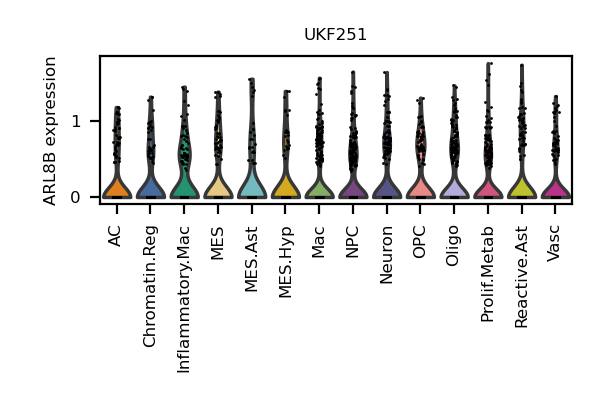 UKF251
ARL8B expression
1
0
AC
Chromatin.Reg
Inflammatory.Mac
MES
MES.Ast
MES.Hyp
Mac
NPC
Neuron
OPC
Oligo
Prolif.Metab
Reactive.Ast
Vasc